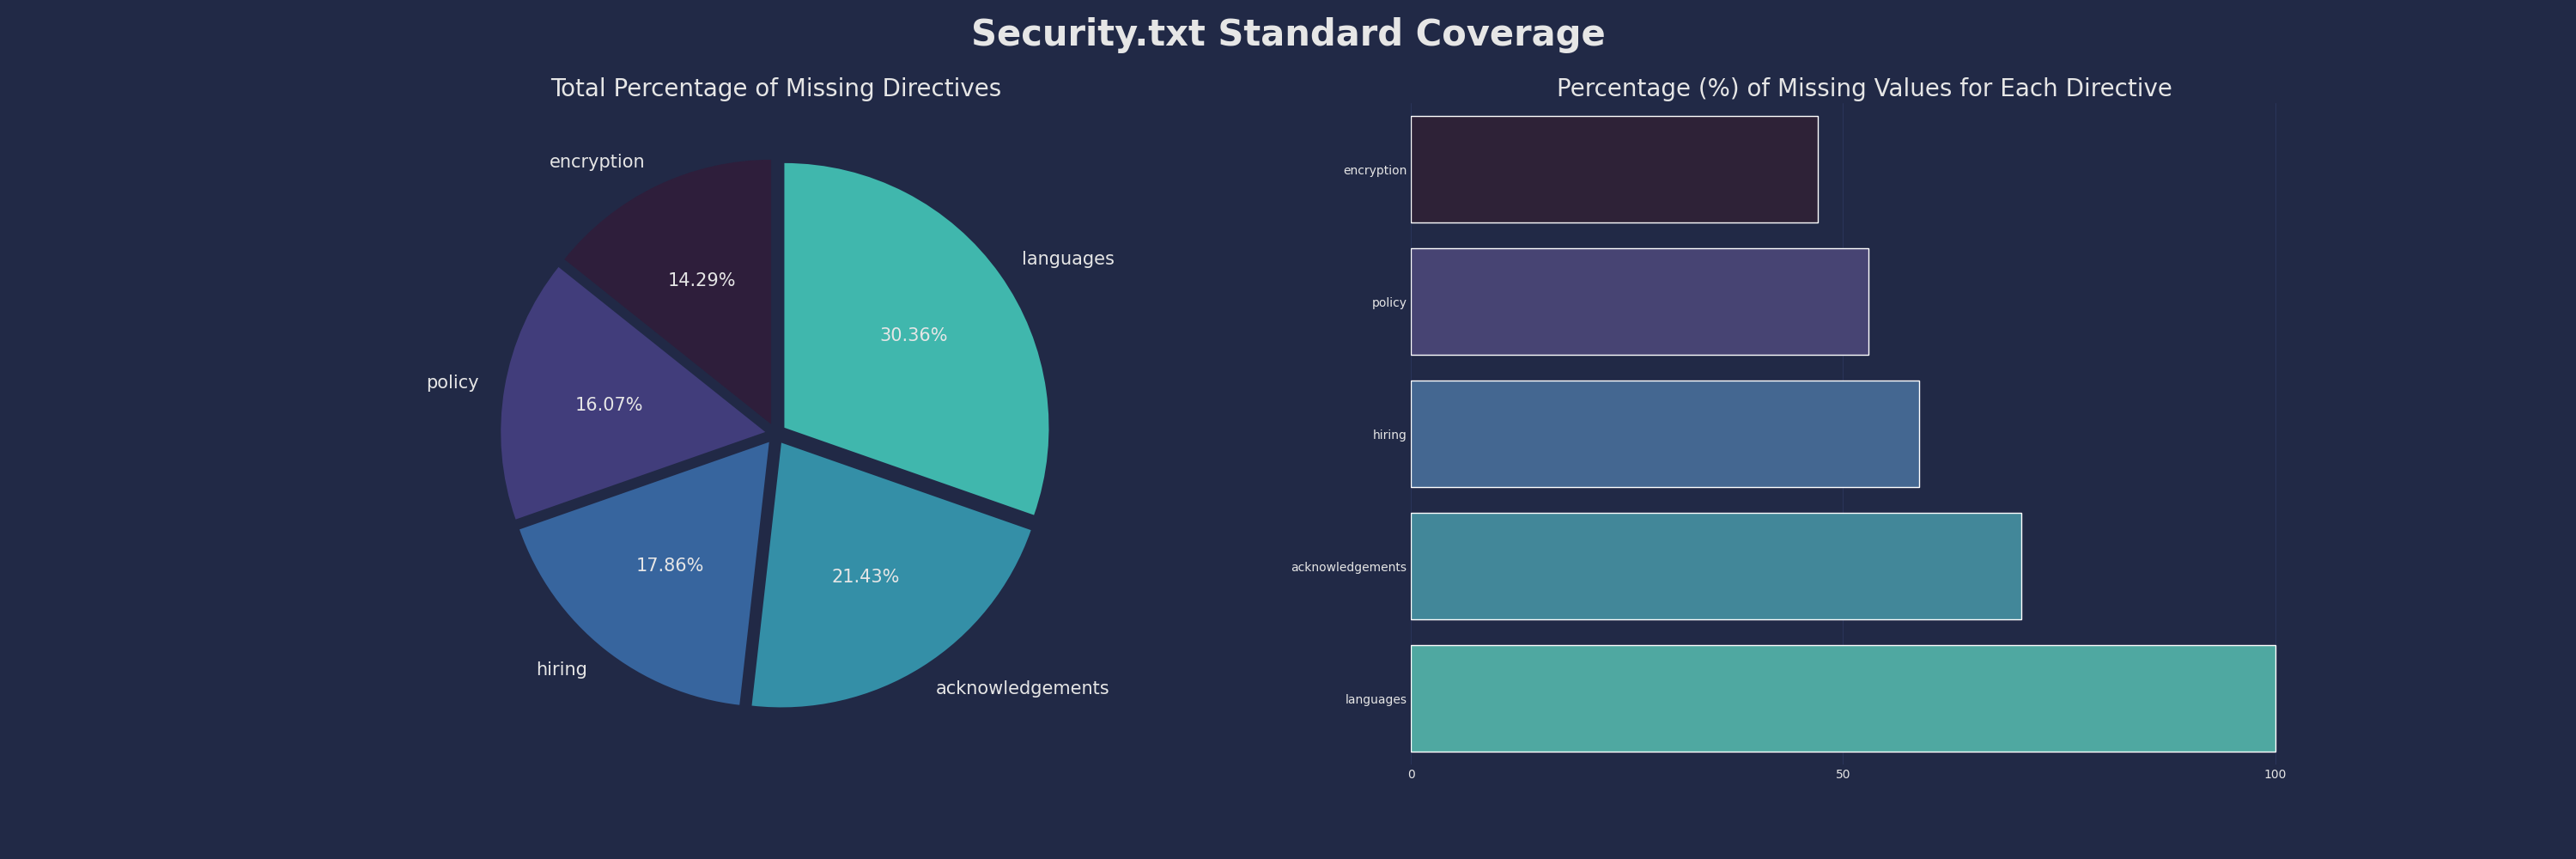 Security.txt Standard Coverage
Total Percentage of Missing Directives
encryption
languages
14.29%
30.36%
policy
16.07%
17.86%
21.43%
hiring
acknowledgements
Percentage (%) of Missing Values for Each Directive
encryption
policy
hiring
acknowledgements
languages
0 50 100